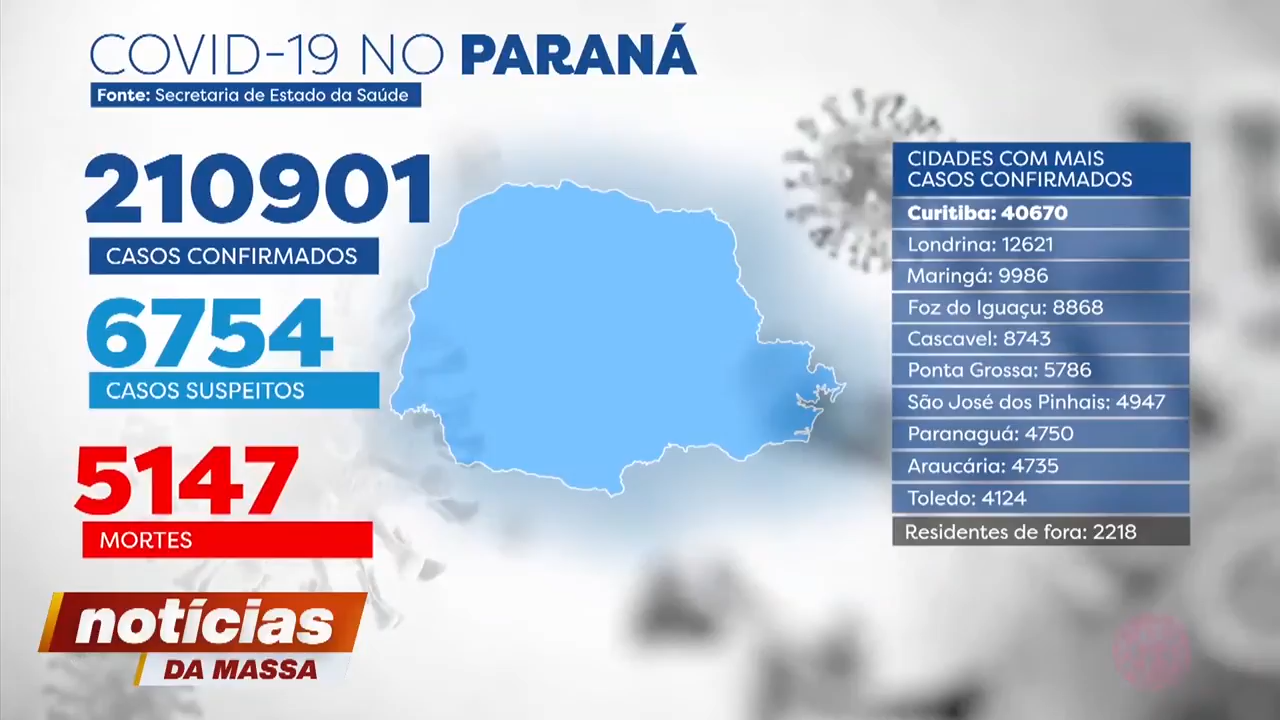 COVID-19 NO PARANÁ
Fonte: Secretaria de Estado da Saúde
210901
CASOS CONFIRMADOS
6754
CASOS SUSPEITOS
5147
MORTES
notícias
DA MASSA
CIDADES COM MAIS
CASOS CONFIRMADOS
Curitiba: 40670
Londrina: 12621
Maringá: 9986
Foz do Iguaçu: 8868
Cascavel: 8743
Ponta Grossa: 5786
São José dos Pinhais: 4947
Paranaguá: 4750
Araucária: 4735
Toledo: 4124
Residentes de fora: 2218